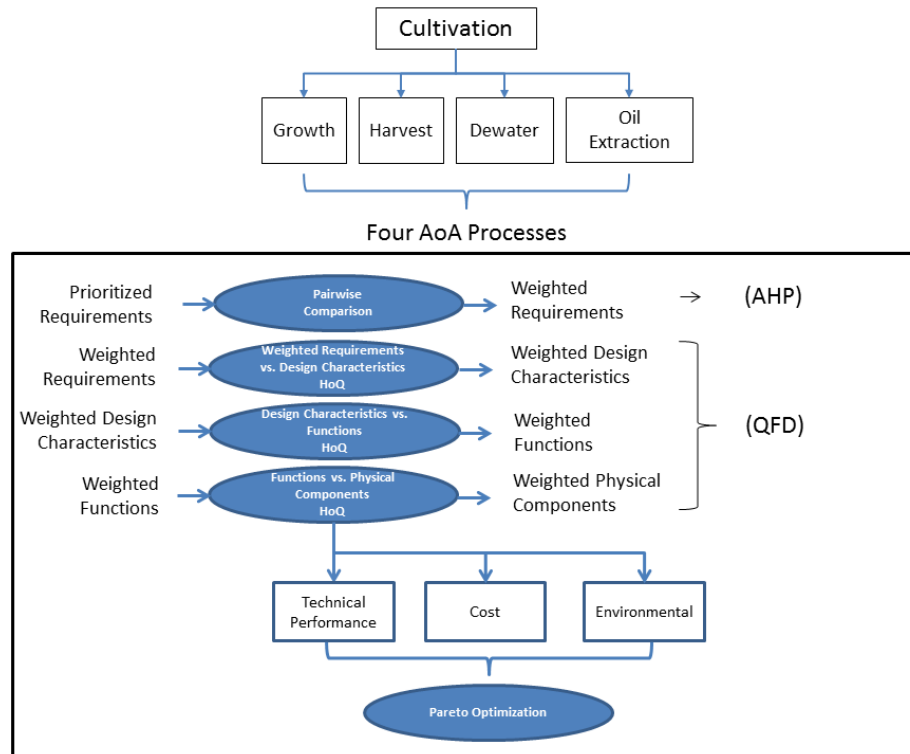 Cultivation
Growth
Harvest
Dewater
Oil
Extraction
Four AoA Processes
Prioritized
Requirements
Pairwise
Comparison
Weighted
Requirements
(AHP)
Weighted
Requirements
Weighted Requirements
vs. Design Characteristics
HoQ
Weighted Design
Characteristics
Weighted Design
Characteristics
Design Characteristics vs.
Functions
HoQ
Weighted
Functions
(QFD)
Weighted
Functions
Functions vs. Physical
Components
HoQ
Weighted Physical
Components
Technical
Performance
Cost
Environmental
Pareto Optimization